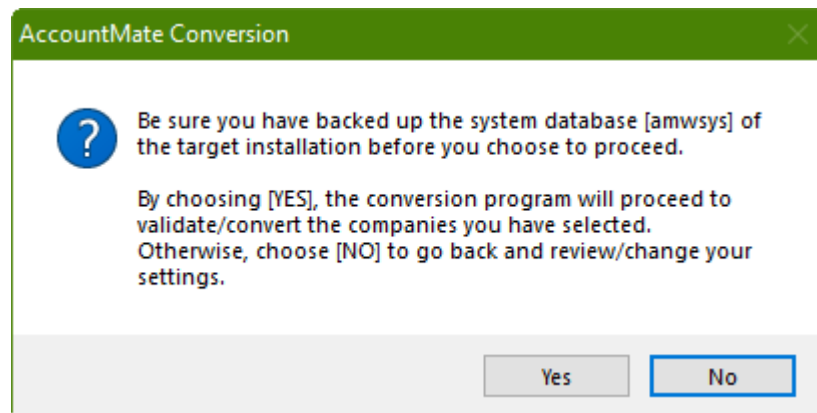 AccountMate Conversion
Be sure you have backed up the system database [amwsys] of
the target installation before you choose to proceed.
By choosing [YES], the conversion program will proceed to
validate/convert the companies you have selected.
Otherwise, choose [NO] to go back and review/change your
settings.
Yes
No